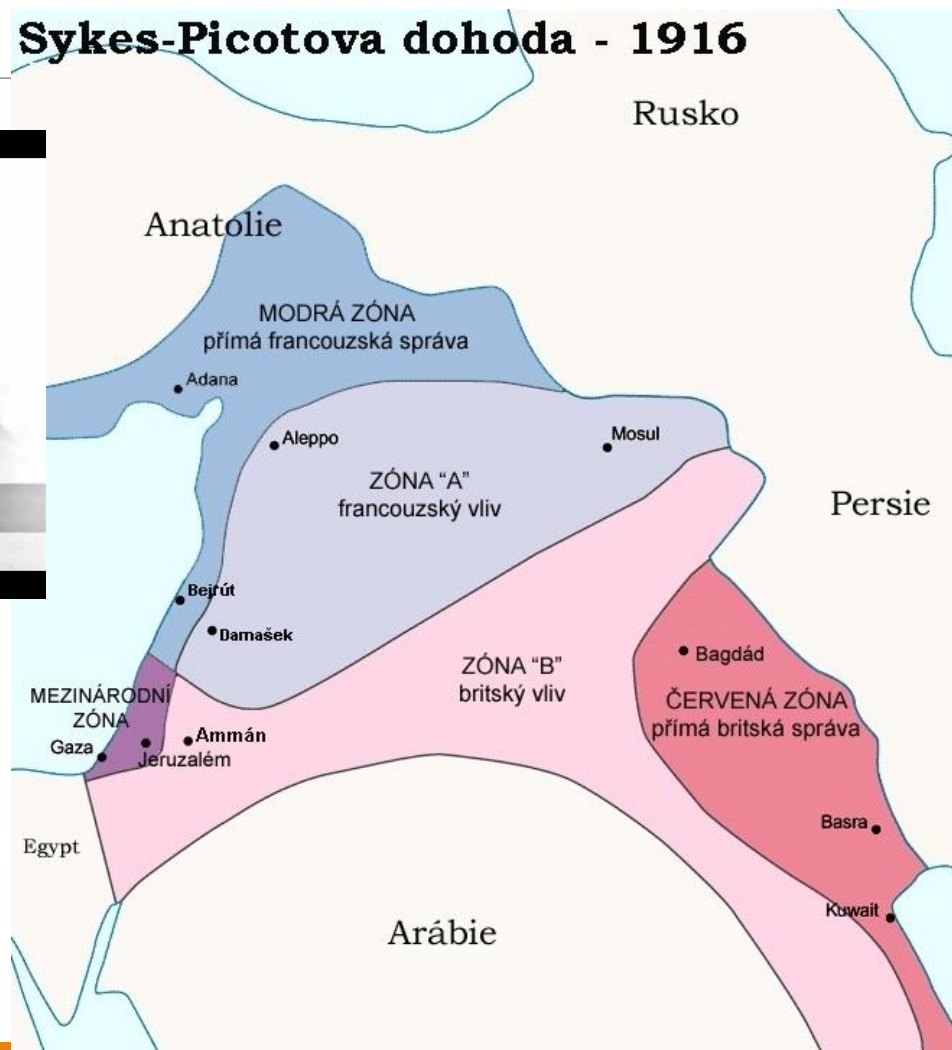 Sykes-Picotova dohoda - 1916
Rusko
Anatolie
MODRÁ ZÓNA
přímá francouzská správa
Adana
Aleppo
Mosul
ZÓNA “A”
francouzský vliv
Persie
Bejrút
Damašek
ZÓNA “B”
britský vliv
Bagdád
MEZINÁRODNÍ
ZÓNA
ČERVENÁ ZÓNA
přímá britská správa
Gaza
Jeruzalém
Ammán
Basra
Egypt
Kuwait
Arábie